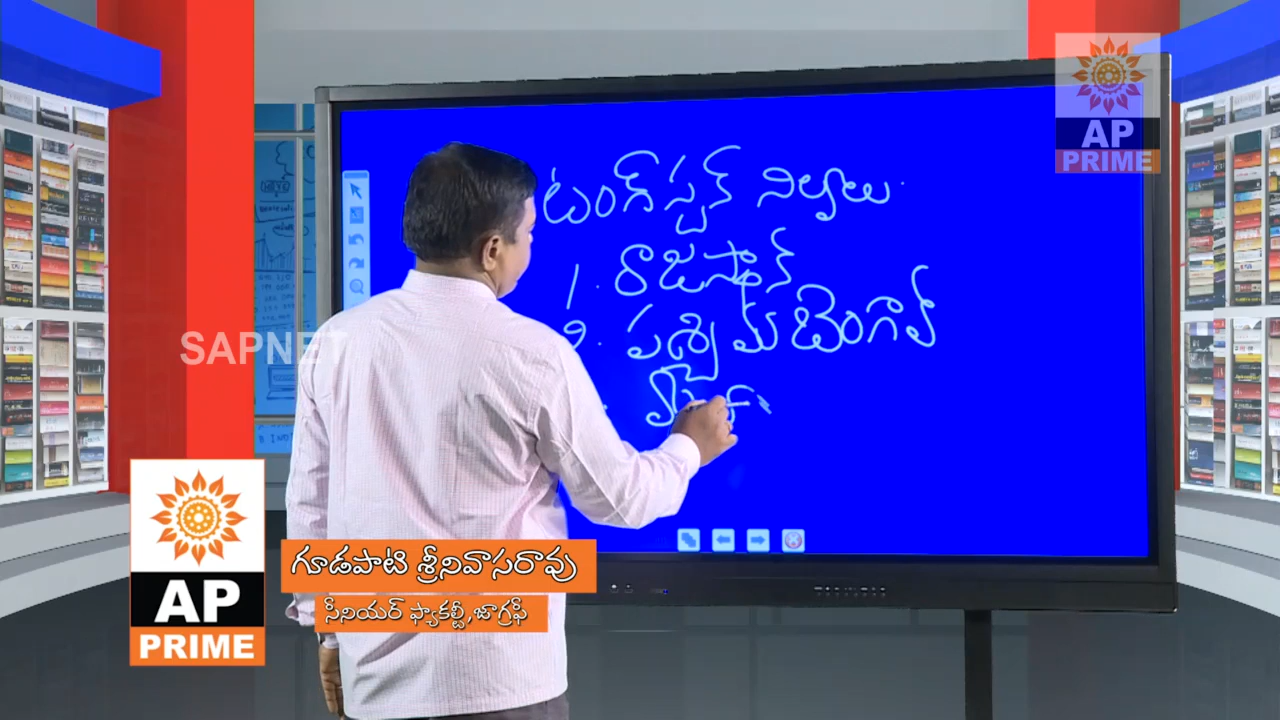 AP
PRIME
టంగ్‌స్టన్ నిల్వలు
1. రాజస్థాన్
2. పశ్చిమ బెంగాల్
SAPNET
గూడపాటి శ్రీనివాసరావు
సీనియర్ ఫ్యాకల్టీ,జాగ్రఫీ
AP
PRIME